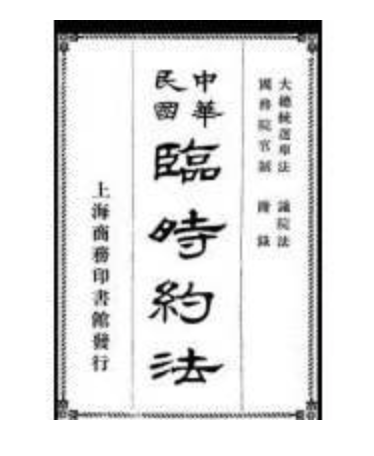 大總統選舉法　議院法
國務院官制　附錄
中華民國
臨時約法
上海商務印書館發行